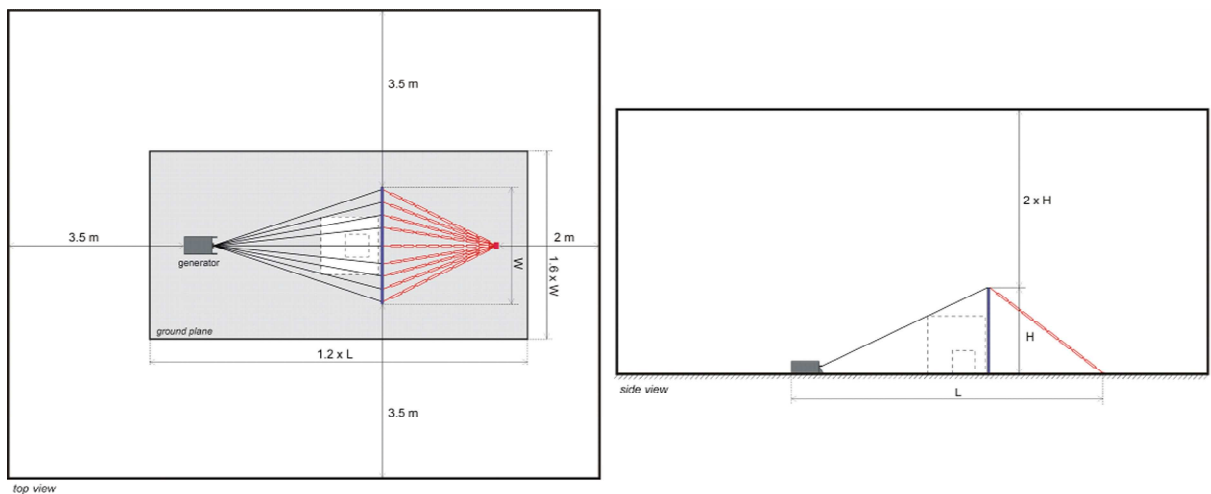 3.5 m
3.5 m
generator
2 m
W
1.6 x W
ground plane
1.2 x L
3.5 m
top view
2 x H
H
side view
L